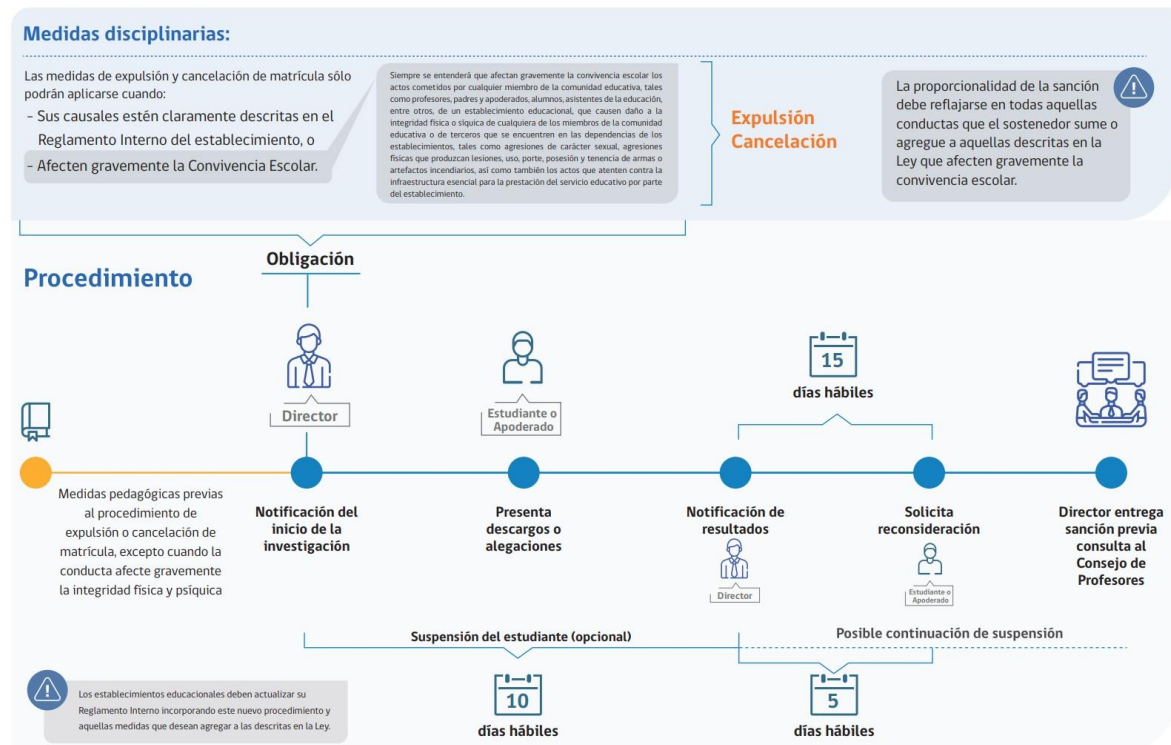 Medidas disciplinarias:
Las medidas de expulsión y cancelación de matrícula sólo
podrán aplicarse cuando:
- Sus causales estén claramente descritas en el
Reglamento Interno del establecimiento, o
- Afecten gravemente la Convivencia Escolar.
Siempre se entenderá que afectan gravemente la convivencia escolar los
actos cometidos por cualquier miembro de la comunidad educativa, tales
como profesores, padres y apoderados, alumnos, asistentes de la educación,
entre otros, de un establecimiento educacional, que causen daño a la
integridad física o síquica de cualquiera de los miembros de la comunidad
educativa o de terceros que se encuentren en las dependencias de los
establecimientos, tales como agresiones de carácter sexual, agresiones
físicas que produzcan lesiones, uso, porte, posesión y tenencia de armas o
artefactos incendiarios, así como también los actos que atenten contra la
infraestructura esencial para la prestación del servicio educativo por parte
del establecimiento.
Expulsión
Cancelación
La proporcionalidad de la sanción
debe reflajarse en todas aquellas
conductas que el sostenedor sume o
agregue a aquellas descritas en la
Ley que afecten gravemente la
convivencia escolar.
Procedimiento
Obligación
Director
Estudiante o
Apoderado
15
días hábiles
Medidas pedagógicas previas
al procedimiento de
expulsión o cancelación de
matrícula, excepto cuando la
conducta afecte gravemente
la integridad física y psíquica
Notificación del
inicio de la
investigación
Presenta
descargos o
alegaciones
Notificación de
resultados
Director
Solicita
reconsideración
Estudiante o
Apoderado
Director entrega
sanción previa
consulta al
Consejo de
Profesores
Suspensión del estudiante (opcional)
Posible continuación de suspensión
10
días hábiles
5
días hábiles
Los establecimientos educacionales deben actualizar su
Reglamento Interno incorporando este nuevo procedimiento y
aquellas medidas que desean agregar a las descritas en la Ley.